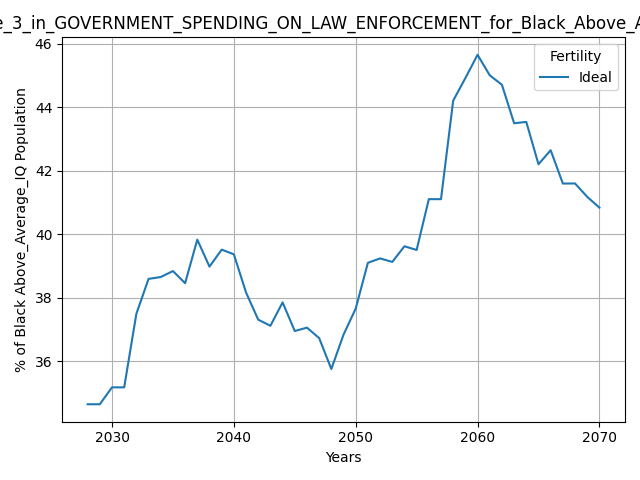 e_3_in_GOVERNMENT_SPENDING_ON_LAW_ENFORCEMENT_for_Black_Above_A
Fertility
Ideal
% of Black Above_Average_IQ Population
46
44
42
40
38
36
2030
2040
2050
2060
2070
Years